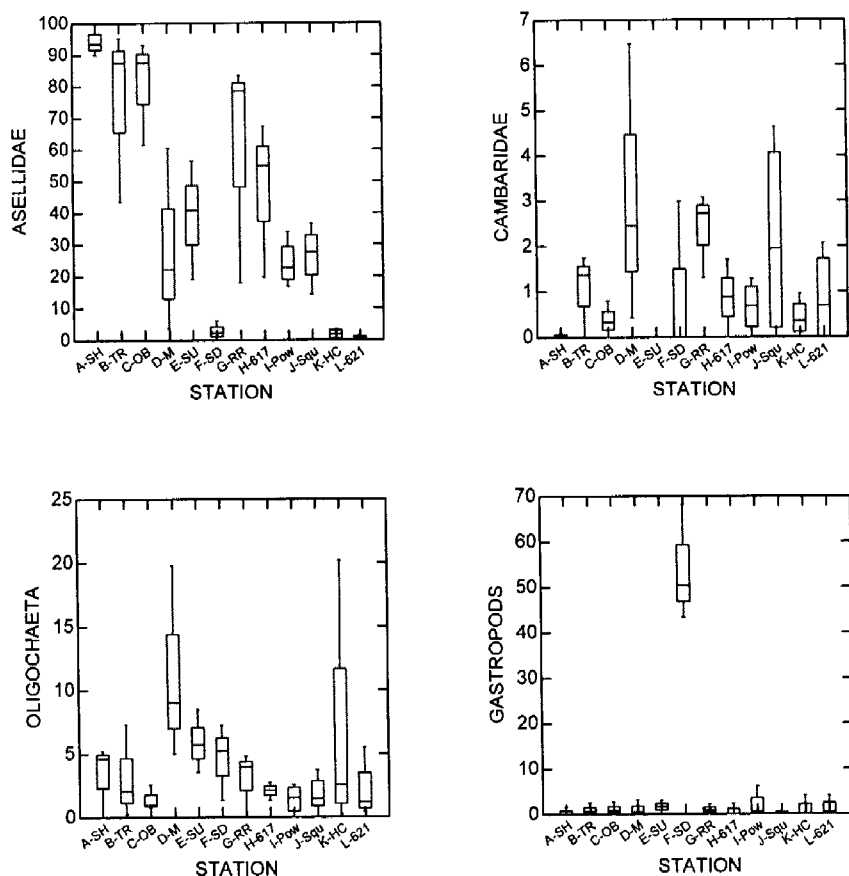 100
90
80
70
60
50
40
30
20
10
0
ASELLIDAE
A-SH B-TR C-OB D-M E-SU F-SD G-RR H-617 I-Pow J-Squ K-HC L-621
STATION
7
6
5
4
3
2
1
0
CAMBARIDAE
A-SH B-TR C-OB D-M E-SU F-SD G-RR H-617 I-Pow J-Squ K-HC L-621
STATION
25
20
15
10
5
0
OLIGOCHAETA
A-SH B-TR C-OB D-M E-SU F-SD G-RR H-617 I-Pow J-Squ K-HC L-621
STATION
70
60
50
40
30
20
10
0
GASTROPODS
A-SH B-TR C-OB D-M E-SU F-SD G-RR H-617 I-Pow J-Squ K-HC L-621
STATION